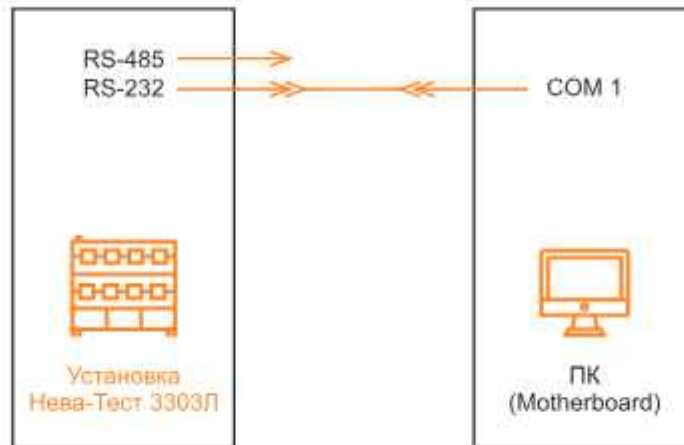 RS-485
RS-232
COM 1
Установка
Нева-Тест 3303Л
ПК
(Motherboard)